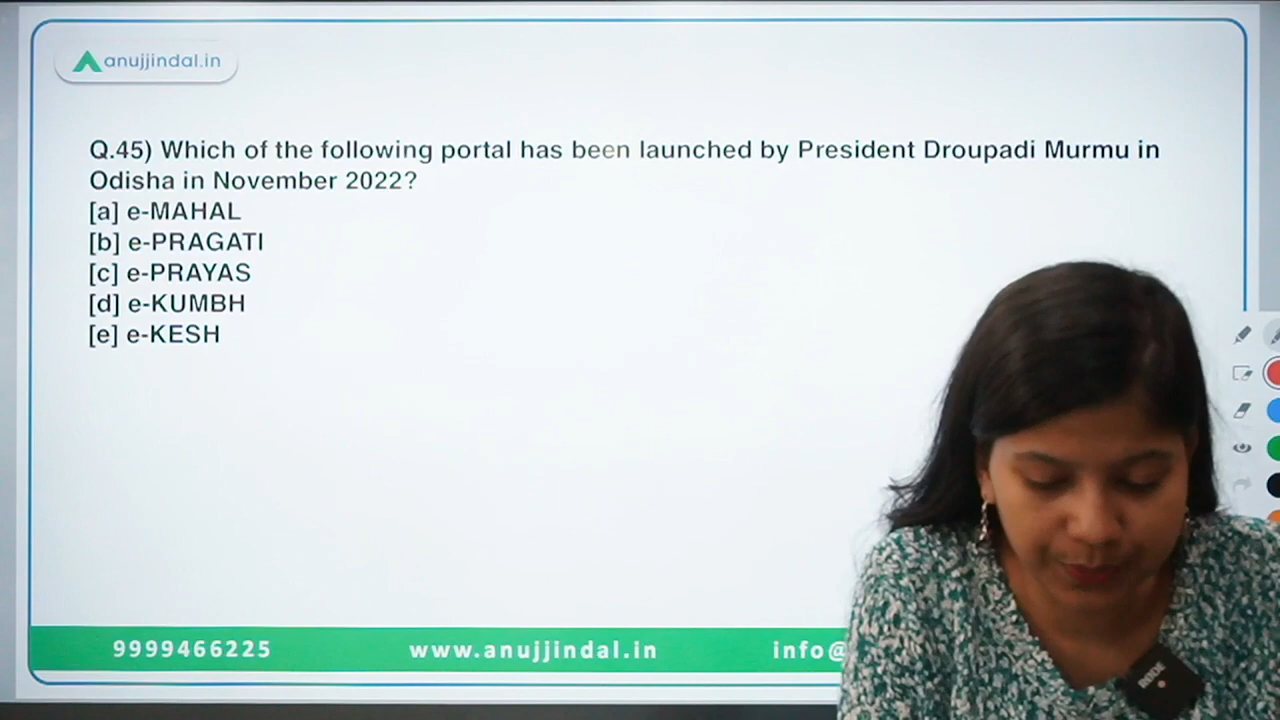 anujjindal.in
Q.45) Which of the following portal has been launched by President Droupadi Murmu in
Odisha in November 2022?
[a] e-MAHAL
[b] e-PRAGATI
[c] e-PRAYAS
[d] e-KUMBH
[e] e-KESH
9999466225 www.anujjindal.in info@
RODE